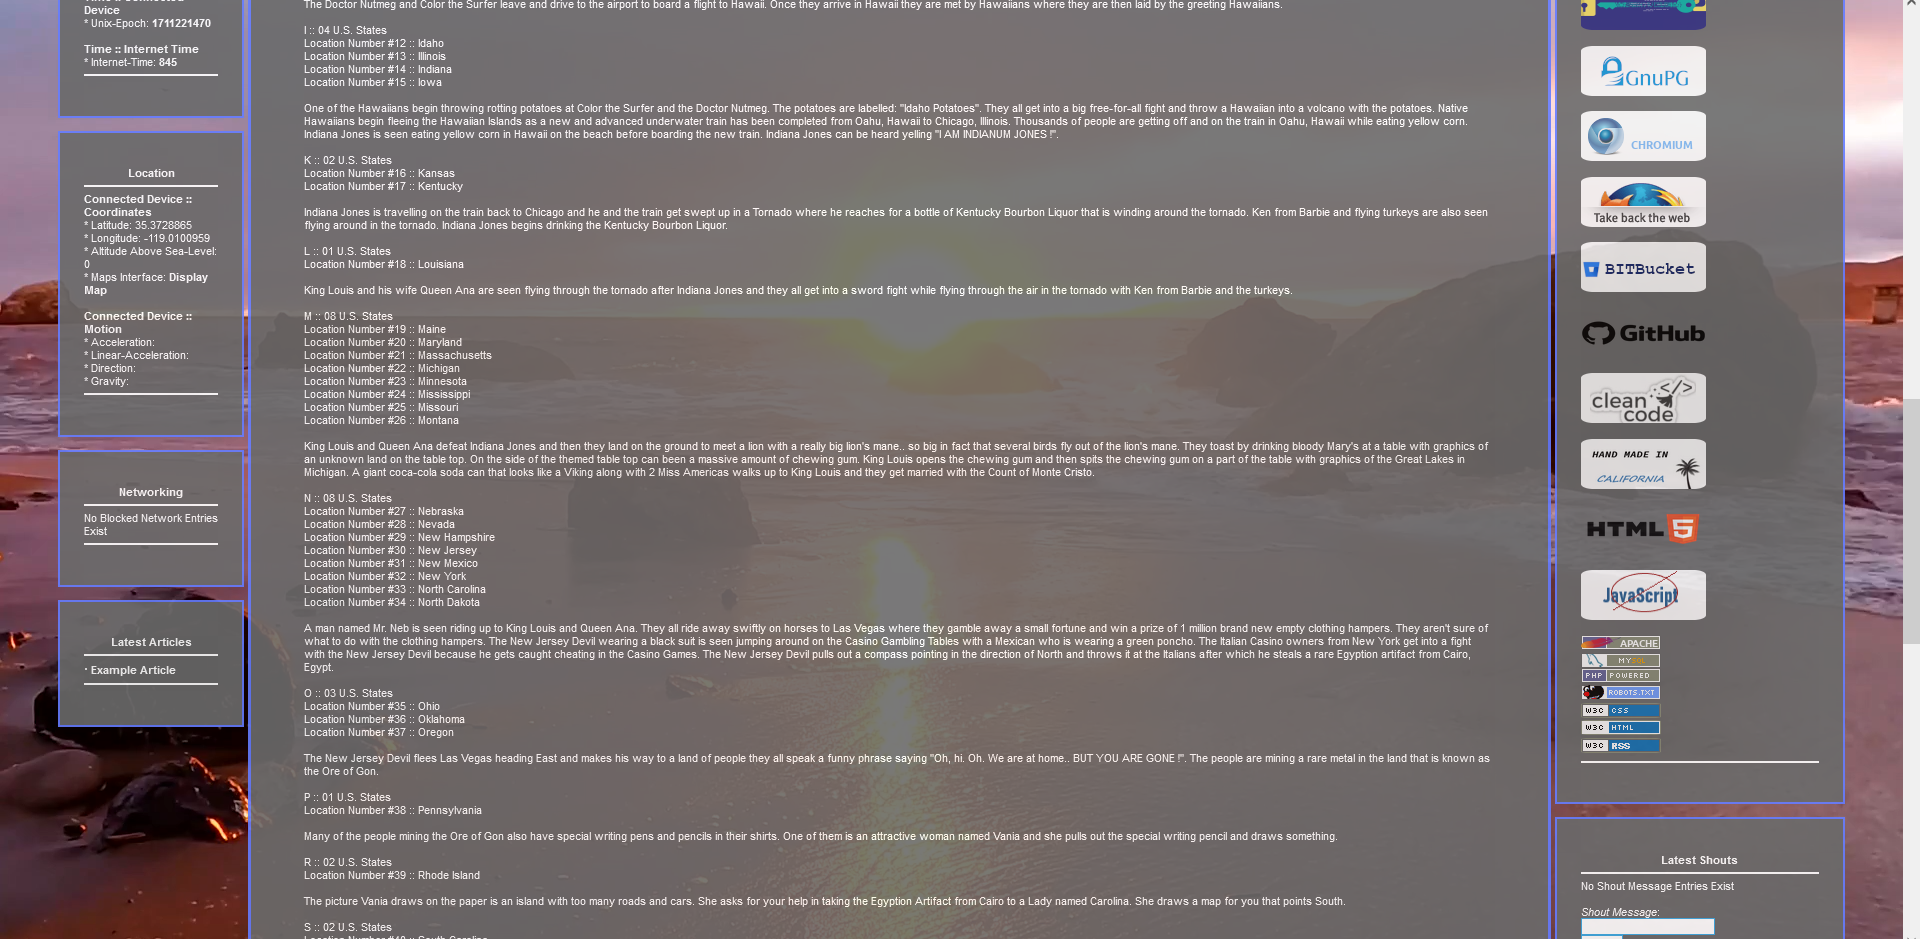 Device
* Unix-Epoch: 1711221470
Time :: Internet Time
* Internet-Time: 845
Location
Connected Device ::
Coordinates
* Latitude: 35.3728865
* Longitude: -119.0100959
* Altitude Above Sea-Level:
0
* Maps Interface: Display
Map
Connected Device ::
Motion
* Acceleration:
* Linear-Acceleration:
* Direction:
* Gravity:
Networking
No Blocked Network Entries
Exist
Latest Articles
· Example Article
The Doctor Nutmeg and Color the Surfer leave and drive to the airport to board a flight to Hawaii. Once they arrive in Hawaii they are met by Hawaiians where they are then laid by the greeting Hawaiians.
I :: 04 U.S. States
Location Number #12 :: Idaho
Location Number #13 :: Illinois
Location Number #14 :: Indiana
Location Number #15 :: Iowa
One of the Hawaiians begin throwing rotting potatoes at Color the Surfer and the Doctor Nutmeg. The potatoes are labelled: "Idaho Potatoes". They all get into a big free-for-all fight and throw a Hawaiian into a volcano with the potatoes. Native
Hawaiians begin fleeing the Hawaiian Islands as a new and advanced underwater train has been completed from Oahu, Hawaii to Chicago, Illinois. Thousands of people are getting off and on the train in Oahu, Hawaii while eating yellow corn.
Indiana Jones is seen eating yellow corn in Hawaii on the beach before boarding the new train. Indiana Jones can be heard yelling "I AM INDIANUM JONES !".
K :: 02 U.S. States
Location Number #16 :: Kansas
Location Number #17 :: Kentucky
Indiana Jones is travelling on the train back to Chicago and he and the train get swept up in a Tornado where he reaches for a bottle of Kentucky Bourbon Liquor that is winding around the tornado. Ken from Barbie and flying turkeys are also seen
flying around in the tornado. Indiana Jones begins drinking the Kentucky Bourbon Liquor.
L :: 01 U.S. States
Location Number #18 :: Louisiana
King Louis and his wife Queen Ana are seen flying through the tornado after Indiana Jones and they all get into a sword fight while flying through the air in the tornado with Ken from Barbie and the turkeys.
M :: 08 U.S. States
Location Number #19 :: Maine
Location Number #20 :: Maryland
Location Number #21 :: Massachusetts
Location Number #22 :: Michigan
Location Number #23 :: Minnesota
Location Number #24 :: Mississippi
Location Number #25 :: Missouri
Location Number #26 :: Montana
King Louis and Queen Ana defeat Indiana Jones and then they land on the ground to meet a lion with a really big lion's mane.. so big in fact that several birds fly out of the lion's mane. They toast by drinking bloody Mary's at a table with graphics of
an unknown land on the table top. On the side of the themed table top can been a massive amount of chewing gum. King Louis opens the chewing gum and then spits the chewing gum on a part of the table with graphics of the Great Lakes in
Michigan. A giant coca-cola soda can that looks like a Viking along with 2 Miss Americas walks up to King Louis and they get married with the Count of Monte Cristo.
N :: 08 U.S. States
Location Number #27 :: Nebraska
Location Number #28 :: Nevada
Location Number #29 :: New Hampshire
Location Number #30 :: New Jersey
Location Number #31 :: New Mexico
Location Number #32 :: New York
Location Number #33 :: North Carolina
Location Number #34 :: North Dakota
A man named Mr. Neb is seen riding up to King Louis and Queen Ana. They all ride away swiftly on horses to Las Vegas where they gamble away a small fortune and win a prize of 1 million brand new empty clothing hampers. They aren't sure of
what to do with the clothing hampers. The New Jersey Devil wearing a black suit is seen jumping around on the Casino Gambling Tables with a Mexican who is wearing a green poncho. The Italian Casino owners from New York get into a fight
with the New Jersey Devil because he gets caught cheating in the Casino Games. The New Jersey Devil pulls out a compass pointing in the direction of North and throws it at the Italians after which he steals a rare Egyption artifact from Cairo,
Egypt.
O :: 03 U.S. States
Location Number #35 :: Ohio
Location Number #36 :: Oklahoma
Location Number #37 :: Oregon
The New Jersey Devil flees Las Vegas heading East and makes his way to a land of people they all speak a funny phrase saying "Oh, hi. Oh. We are at home.. BUT YOU ARE GONE !". The people are mining a rare metal in the land that is known as
the Ore of Gon.
P :: 01 U.S. States
Location Number #38 :: Pennsylvania
Many of the people mining the Ore of Gon also have special writing pens and pencils in their shirts. One of them is an attractive woman named Vania and she pulls out the special writing pencil and draws something.
R :: 02 U.S. States
Location Number #39 :: Rhode Island
The picture Vania draws on the paper is an island with too many roads and cars. She asks for your help in taking the Egyption Artifact from Cairo to a Lady named Carolina. She draws a map for you that points South.
S :: 02 U.S. States
GnuPG
CHROMIUM
Take back the web
BITBucket
GitHub
clean </>
code
HAND MADE IN
CALIFORNIA
HTML 5
JavaScript
APACHE
MYSQL
PHP POWERED
ROBOTS.TXT
W3C CSS
W3C HTML
W3C RSS
Latest Shouts
No Shout Message Entries Exist
Shout Message: